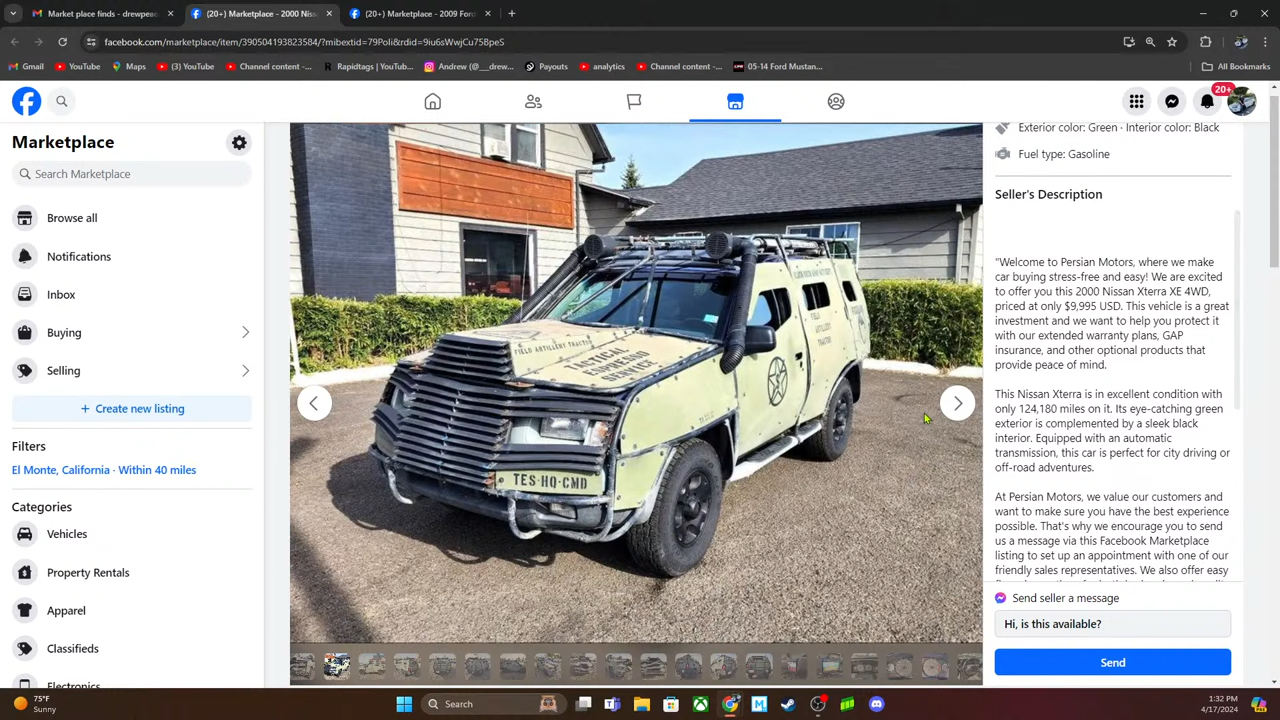 Market place finds - drewpeac
(20+) Marketplace - 2000 Niss
(20+) Marketplace - 2009 Ford
facebook.com/marketplace/item/390504193823584/?mibextid=79PoIi&rdid=9iu6sWwjCu75BpeS
Gmail
YouTube
Maps
(3) YouTube
Channel content -...
Rapidtags | YouTub...
Andrew (@___drew...
Payouts
analytics
Channel content -...
05-14 Ford Mustan...
All Bookmarks
20+
Marketplace
Search Marketplace
Browse all
Notifications
Inbox
Buying
Selling
+ Create new listing
Filters
El Monte, California · Within 40 miles
Categories
Vehicles
Property Rentals
Apparel
Classifieds
Electronics
FIELD ARTILLERY TRACTOR
TACTICAL
EXPRESS
SERVICE
FIELD
ARTILLERY
TRACTOR
TES·HQ·CMD
Exterior color: Green · Interior color: Black
Fuel type: Gasoline
Seller's Description
"Welcome to Persian Motors, where we make
car buying stress-free and easy! We are excited
to offer you this 2000 Nissan Xterra XE 4WD,
priced at only $9,995 USD. This vehicle is a great
investment and we want to help you protect it
with our extended warranty plans, GAP
insurance, and other optional products that
provide peace of mind.
This Nissan Xterra is in excellent condition with
only 124,180 miles on it. Its eye-catching green
exterior is complemented by a sleek black
interior. Equipped with an automatic
transmission, this car is perfect for city driving or
off-road adventures.
At Persian Motors, we value our customers and
want to make sure you have the best experience
possible. That's why we encourage you to send
us a message via this Facebook Marketplace
listing to set up an appointment with one of our
friendly sales representatives. We also offer easy
Send seller a message
Hi, is this available?
Send
75°F
Sunny
Search
1:32 PM
4/17/2024